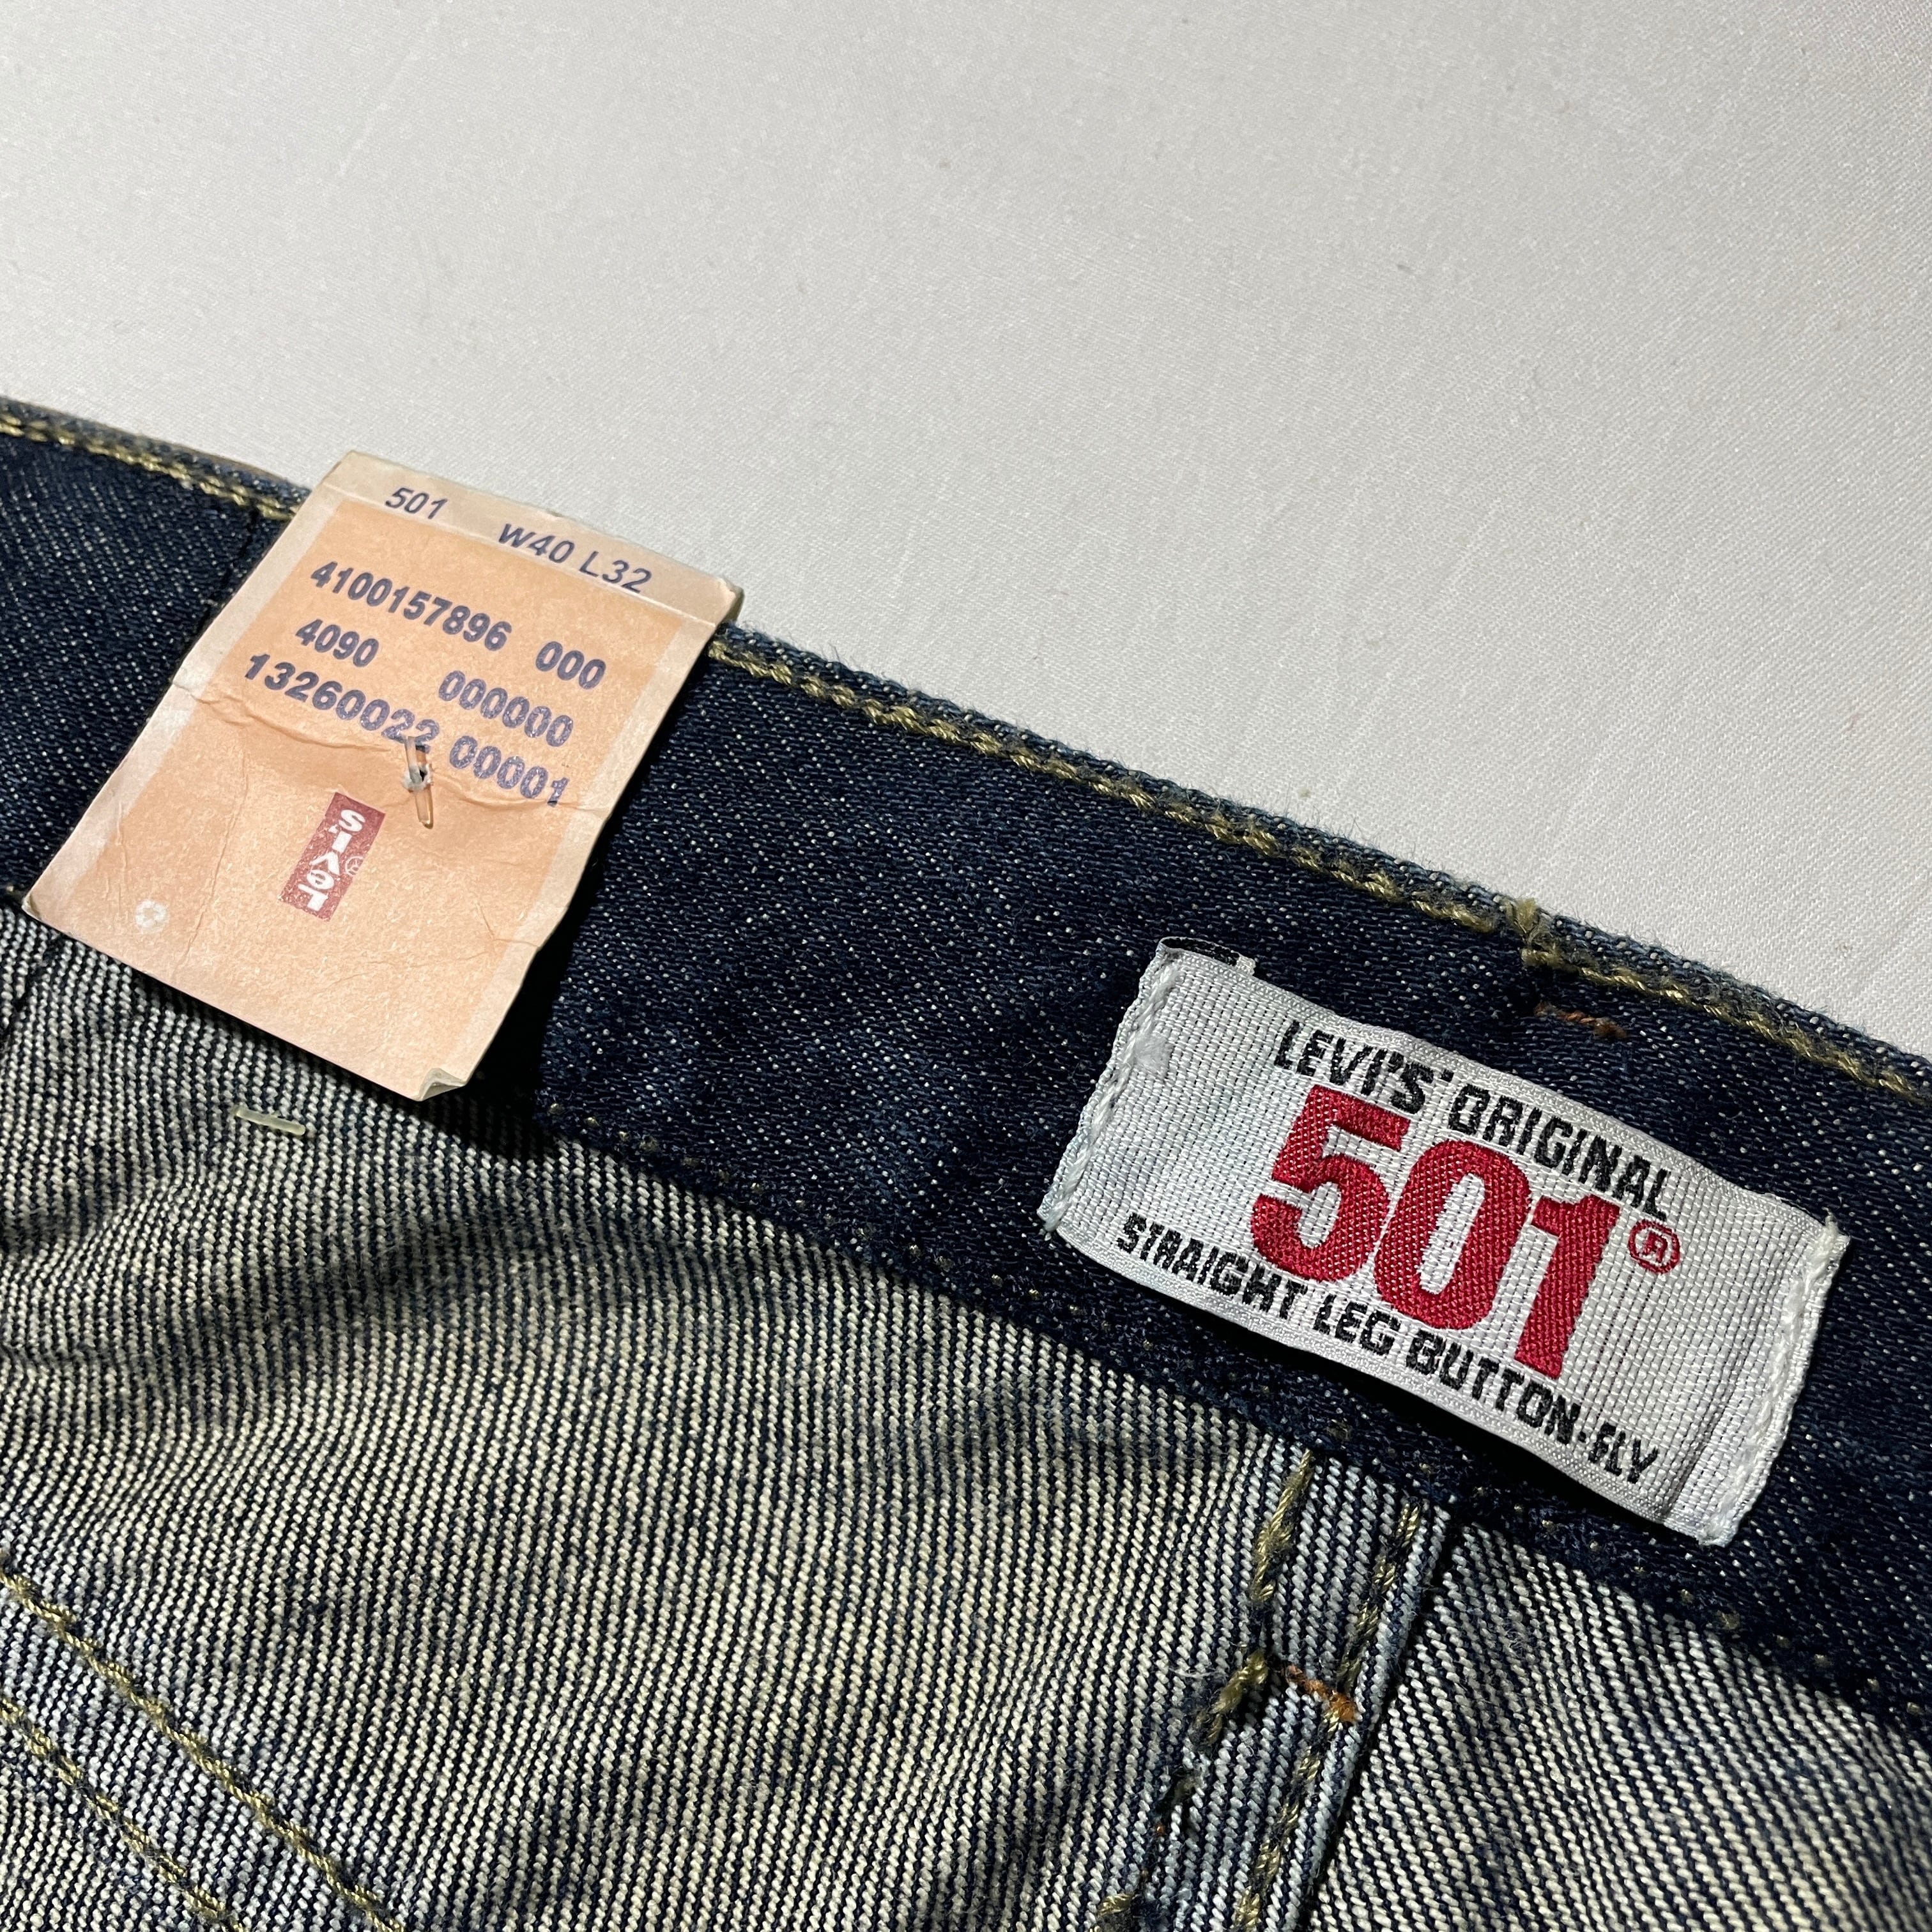 501 W40 L32
4100157896 000
4090 000000
13260022 00001
Levi's ®
LEVI'S® ORIGINAL
501®
STRAIGHT LEG BUTTON-FLY